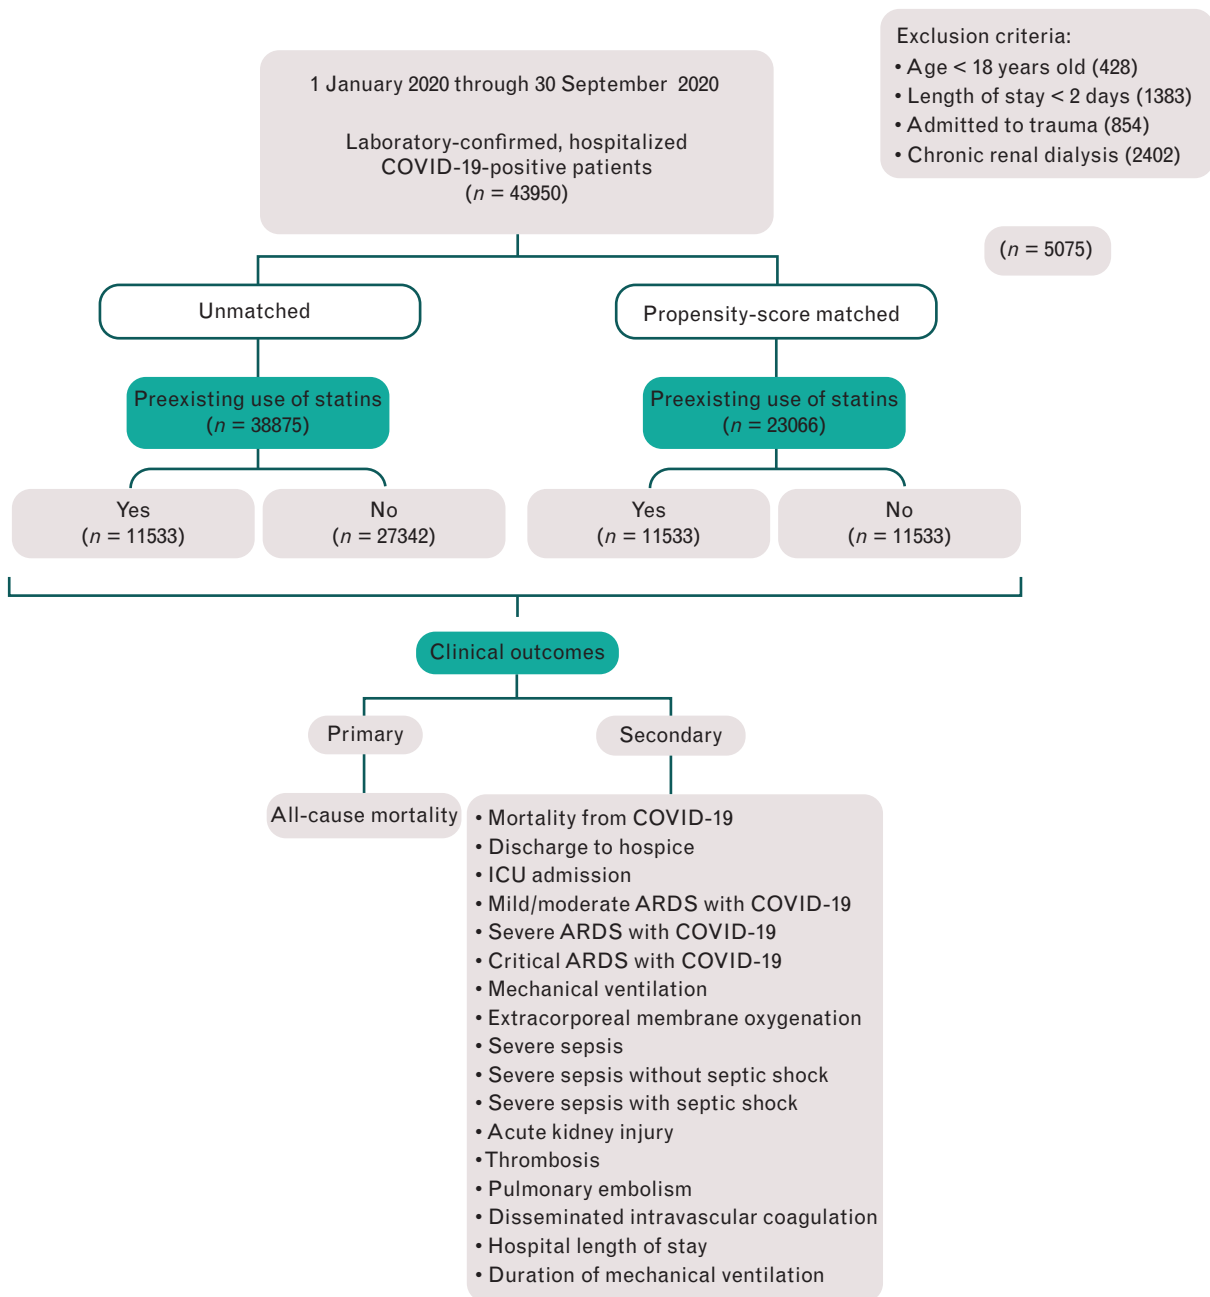 Exclusion criteria:
• Age < 18 years old (428)
• Length of stay < 2 days (1383)
• Admitted to trauma (854)
• Chronic renal dialysis (2402)
1 January 2020 through 30 September 2020
Laboratory-confirmed, hospitalized
COVID-19-positive patients
(n = 43950)
(n = 5075)
Unmatched
Propensity-score matched
Preexisting use of statins
(n = 38875)
Preexisting use of statins
(n = 23066)
Yes
(n = 11533)
No
(n = 27342)
Yes
(n = 11533)
No
(n = 11533)
Clinical outcomes
Primary
Secondary
All-cause mortality
• Mortality from COVID-19
• Discharge to hospice
• ICU admission
• Mild/moderate ARDS with COVID-19
• Severe ARDS with COVID-19
• Critical ARDS with COVID-19
• Mechanical ventilation
• Extracorporeal membrane oxygenation
• Severe sepsis
• Severe sepsis without septic shock
• Severe sepsis with septic shock
• Acute kidney injury
• Thrombosis
• Pulmonary embolism
• Disseminated intravascular coagulation
• Hospital length of stay
• Duration of mechanical ventilation